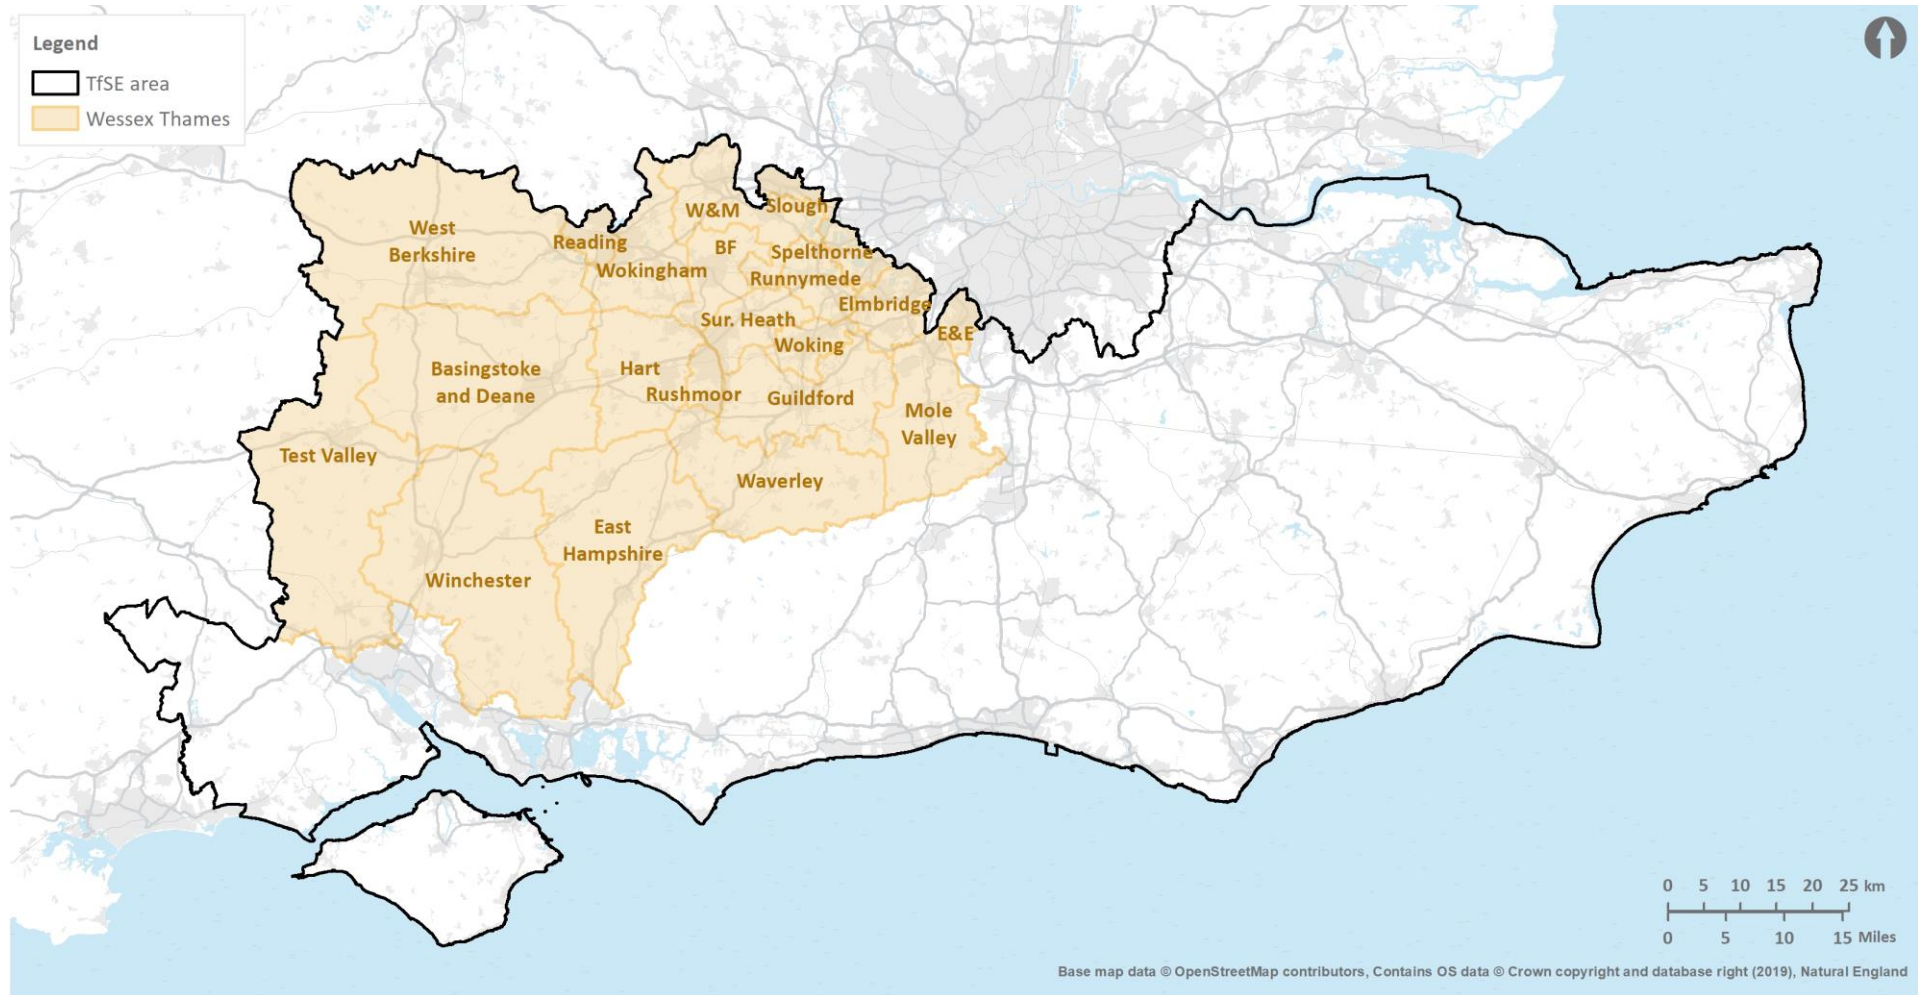 Legend
TfSE area
Wessex Thames
West
Berkshire
Reading
Wokingham
W&M
Slough
BF
Spelthorne
Runnymede
Elmbridge
Sur. Heath
E&E
Woking
Basingstoke
and Deane
Hart
Rushmoor
Guildford
Mole
Valley
Test Valley
Waverley
East
Hampshire
Winchester
0 5 10 15 20 25 km
0 5 10 15 Miles
Base map data © OpenStreetMap contributors, Contains OS data © Crown copyright and database right (2019), Natural England